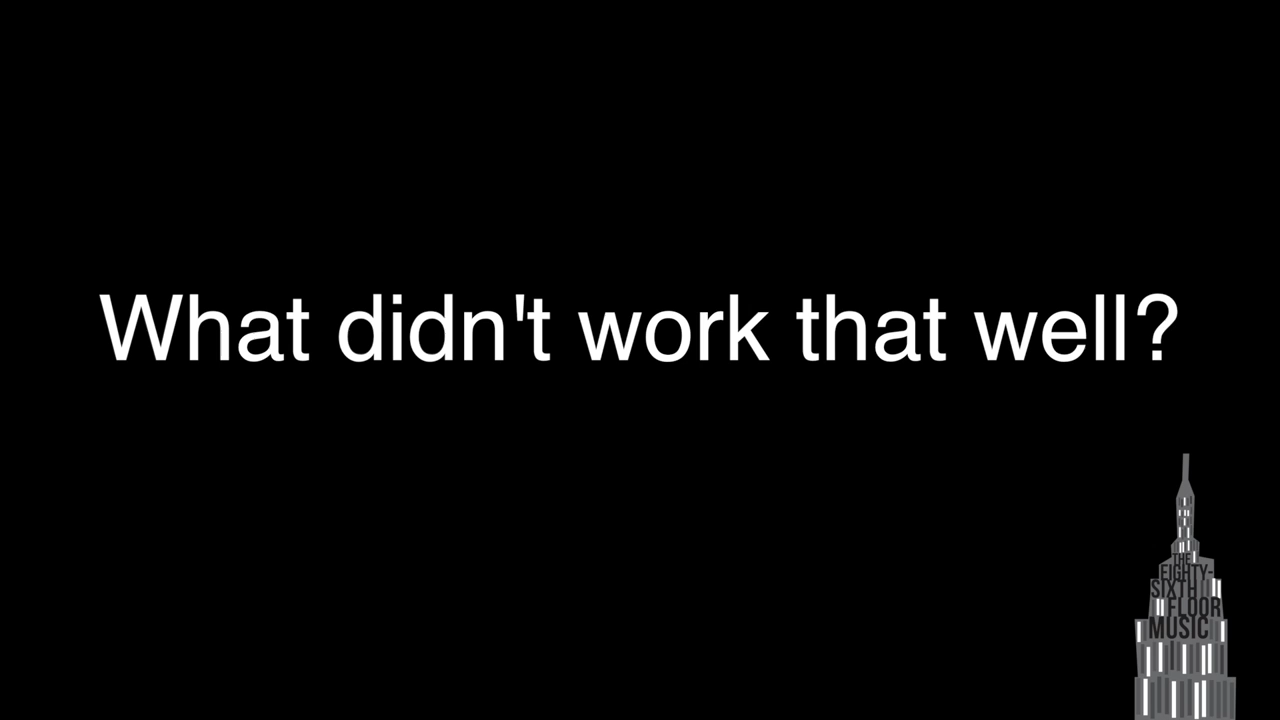 What didn't work that well?
THE
EIGHTY-
SIXTH
FLOOR
MUSIC